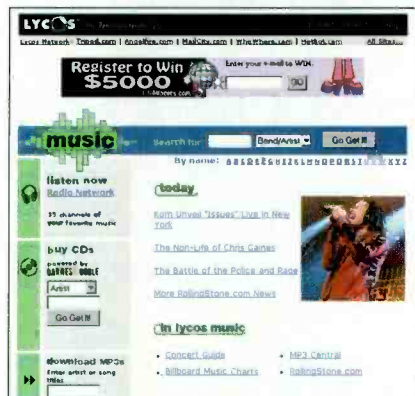 LYCOS
Lycos Network: Tripod.com | Angelfire.com | MailCity.com | WhoWhere.com | HotBot.com All Sites...
Register to Win
$5000
Enter your e-mail to WIN.
GO
music
Search for: Band/Artist Go Get It!
By name: A B C D E F G H I J K L M N O P Q R S T U V W X Y Z
listen now
Radio Network
channels of
your favorite music
buy CDs
powered by
BARNES NOBLE
Artist
Go Get It!
download MP3s
Enter artist or song
titles
today
Korn Unveil "Issues" Live in New
York
The Non-Life of Chris Gaines
The Battle of the Police and Rage
More RollingStone.com News
in lycos music
• Concert Guide
• MP3 Central
• Billboard Music Charts
• RollingStone.com